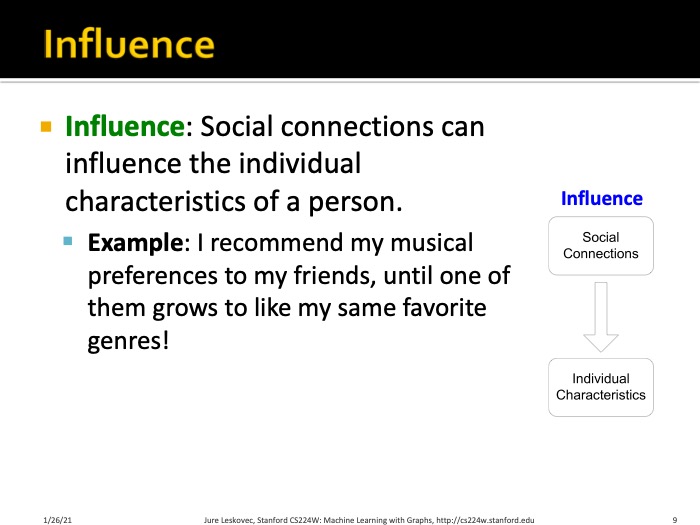 Influence
Influence: Social connections can
influence the individual
characteristics of a person.
Example: I recommend my musical
preferences to my friends, until one of
them grows to like my same favorite
genres!
Influence
Social
Connections
Individual
Characteristics
1/26/21
Jure Leskovec, Stanford CS224W: Machine Learning with Graphs, http://cs224w.stanford.edu
9